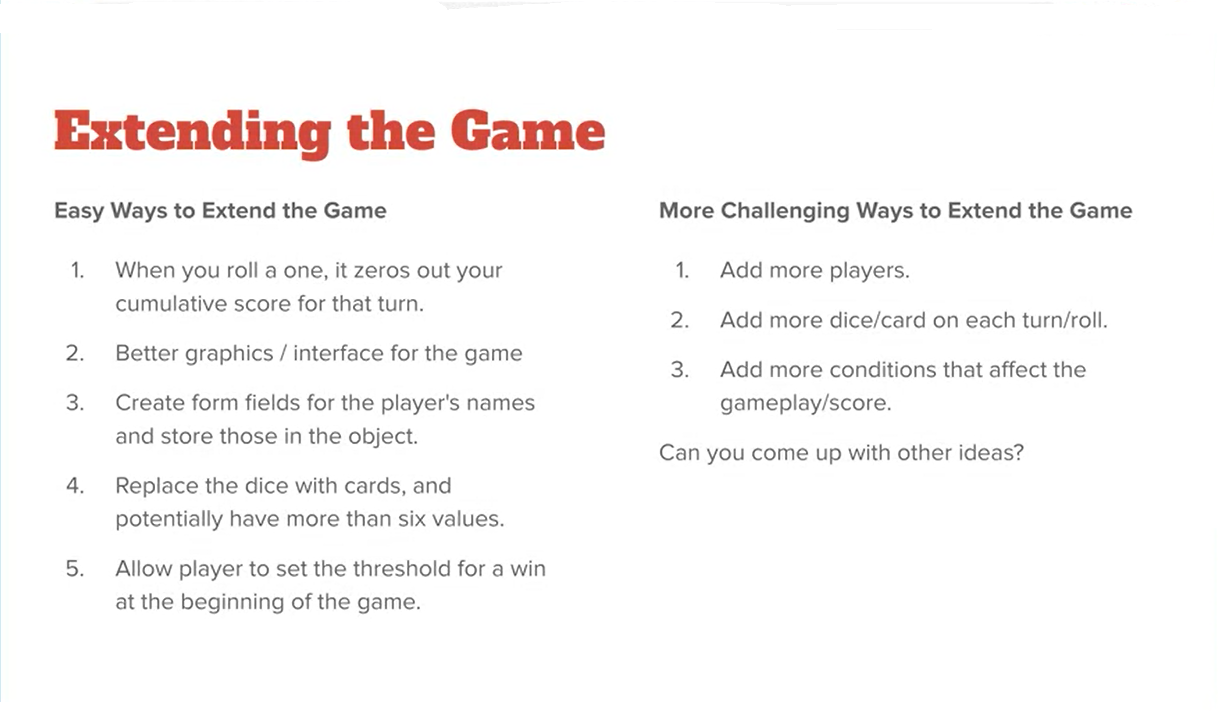 Extending the Game
Easy Ways to Extend the Game
1. When you roll a one, it zeros out your
cumulative score for that turn.
2. Better graphics / interface for the game
3. Create form fields for the player's names
and store those in the object.
4. Replace the dice with cards, and
potentially have more than six values.
5. Allow player to set the threshold for a win
at the beginning of the game.
More Challenging Ways to Extend the Game
1. Add more players.
2. Add more dice/card on each turn/roll.
3. Add more conditions that affect the
gameplay/score.
Can you come up with other ideas?